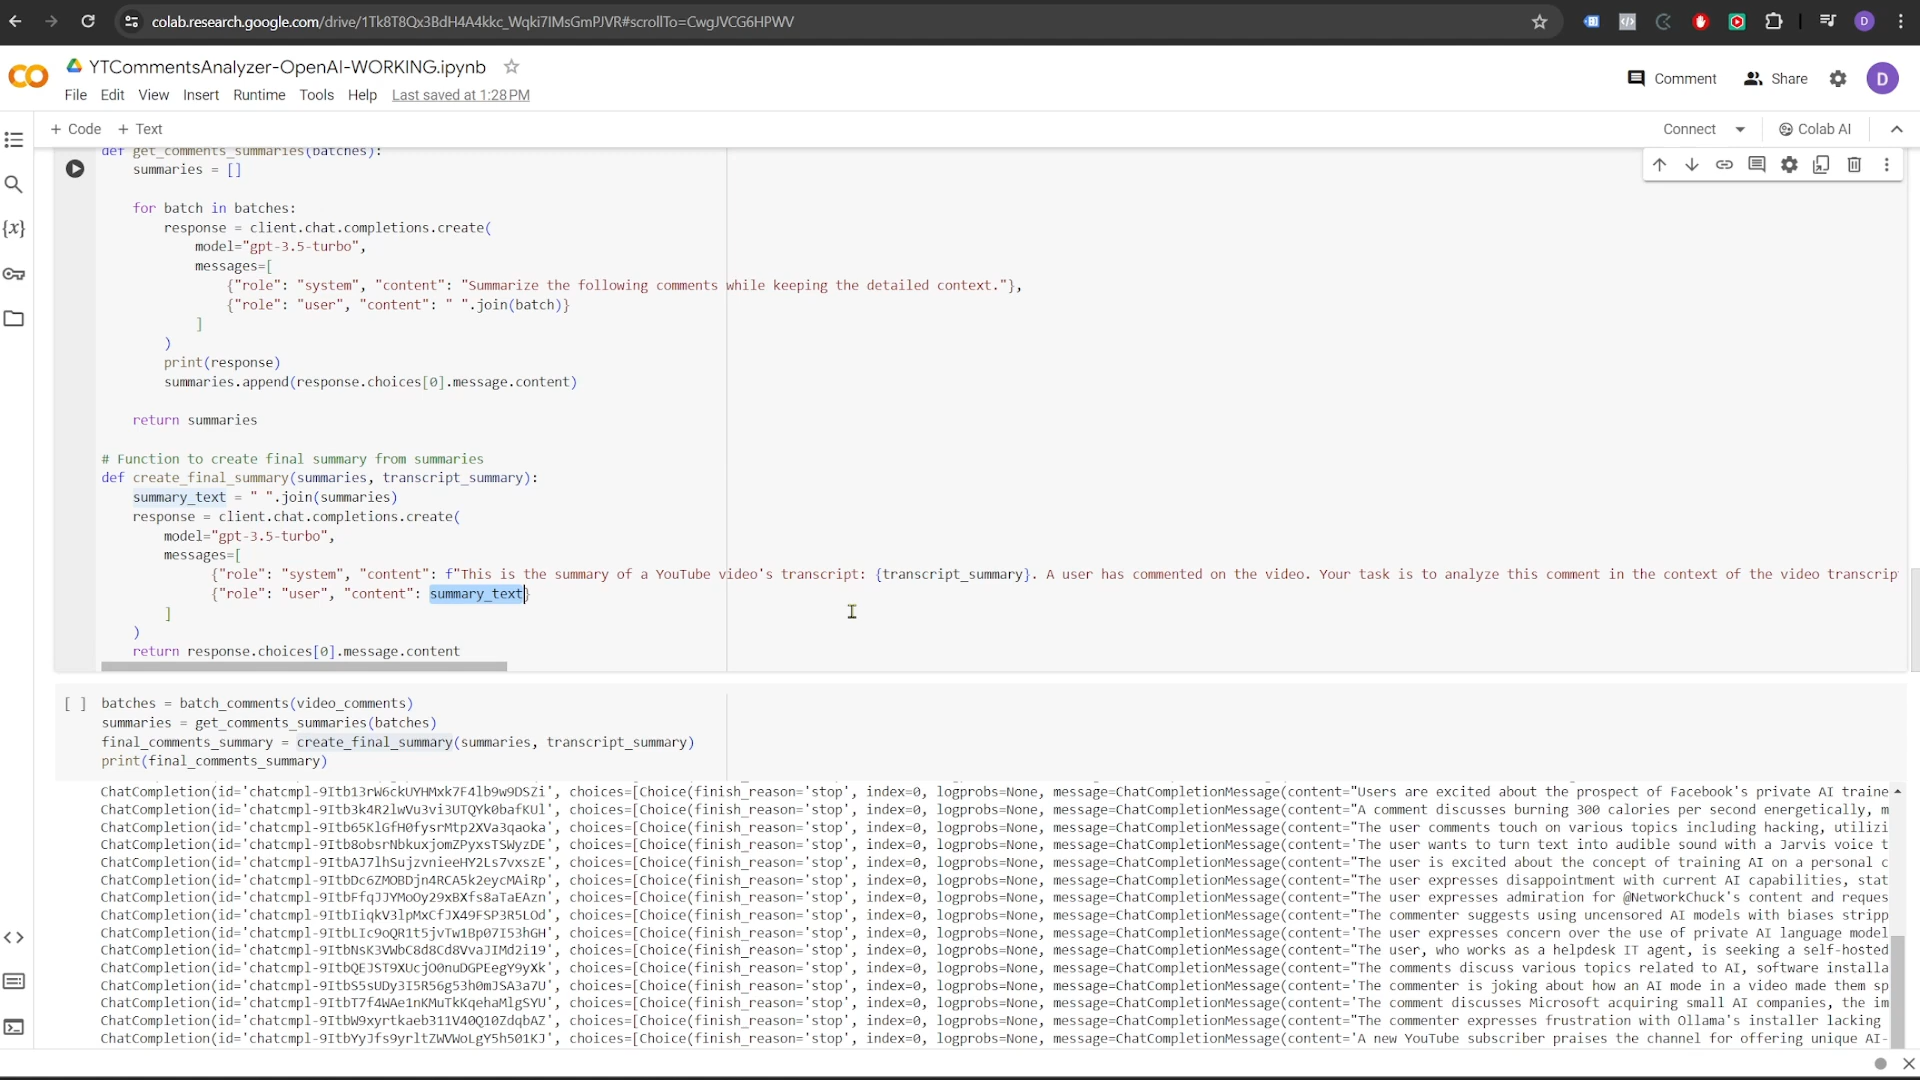 colab.research.google.com/drive/1Tk8T8Qx3BdH4A4kkc_Wqki7IMsGmPJVR#scrollTo=CwgJVCG6HPWV
D
YTCommentsAnalyzer-OpenAI-WORKING.ipynb
File Edit View Insert Runtime Tools Help Last saved at 1:28 PM
Comment Share D
+ Code + Text
Connect Colab AI
def get_comments_summaries(batches):
summaries = []
for batch in batches:
response = client.chat.completions.create(
model="gpt-3.5-turbo",
messages=[
{"role": "system", "content": "Summarize the following comments while keeping the detailed context."},
{"role": "user", "content": " ".join(batch)}
]
)
print(response)
summaries.append(response.choices[0].message.content)
return summaries
# Function to create final summary from summaries
def create_final_summary(summaries, transcript_summary):
summary_text = " ".join(summaries)
response = client.chat.completions.create(
model="gpt-3.5-turbo",
messages=[
{"role": "system", "content": f"This is the summary of a YouTube video's transcript: {transcript_summary}. A user has commented on the video. Your task is to analyze this comment in the context of the video transcrip
{"role": "user", "content": summary_text}
]
)
return response.choices[0].message.content
[ ] batches = batch_comments(video_comments)
summaries = get_comments_summaries(batches)
final_comments_summary = create_final_summary(summaries, transcript_summary)
print(final_comments_summary)
ChatCompletion(id='chatcmpl-9Itb13rW6ckUYHMxk7F4lb9w9DSZi', choices=[Choice(finish_reason='stop', index=0, logprobs=None, message=ChatCompletionMessage(content="Users are excited about the prospect of Facebook's private AI traine
ChatCompletion(id='chatcmpl-9Itb3k4R2lwVu3vi3UTQYk0bafKUl', choices=[Choice(finish_reason='stop', index=0, logprobs=None, message=ChatCompletionMessage(content="A comment discusses burning 300 calories per second energetically, m
ChatCompletion(id='chatcmpl-9Itb65KlGfH0fysrMtp2XVa3qaoka', choices=[Choice(finish_reason='stop', index=0, logprobs=None, message=ChatCompletionMessage(content="The user comments touch on various topics including hacking, utilizi
ChatCompletion(id='chatcmpl-9Itb8obsrNbkuxjomZPyxsTSWyzDE', choices=[Choice(finish_reason='stop', index=0, logprobs=None, message=ChatCompletionMessage(content='The user wants to turn text into audible sound with a Jarvis voice t
ChatCompletion(id='chatcmpl-9ItbAJ7lhSujzvnieeHY2Ls7vxszE', choices=[Choice(finish_reason='stop', index=0, logprobs=None, message=ChatCompletionMessage(content="The user is excited about the concept of training AI on a personal c
ChatCompletion(id='chatcmpl-9ItbDc6ZMOBDjn4RCA5k2eycMAiRp', choices=[Choice(finish_reason='stop', index=0, logprobs=None, message=ChatCompletionMessage(content="The user expresses disappointment with current AI capabilities, stat
ChatCompletion(id='chatcmpl-9ItbFfqJJYMoOy29xBXfs8aTaEAzn', choices=[Choice(finish_reason='stop', index=0, logprobs=None, message=ChatCompletionMessage(content="The user expresses admiration for @NetworkChuck's content and reques
ChatCompletion(id='chatcmpl-9ItbIiqkV3lpMxCfJX49FSP3R5LOd', choices=[Choice(finish_reason='stop', index=0, logprobs=None, message=ChatCompletionMessage(content="The commenter suggests using uncensored AI models with biases stripp
ChatCompletion(id='chatcmpl-9ItbLIc9oQR1t5jvTw1Bp07I53hGH', choices=[Choice(finish_reason='stop', index=0, logprobs=None, message=ChatCompletionMessage(content='The user expresses concern over the use of private AI language model
ChatCompletion(id='chatcmpl-9ItbNsK3VWbC8d8Cd8VvaJIMd2i19', choices=[Choice(finish_reason='stop', index=0, logprobs=None, message=ChatCompletionMessage(content="The user, who works as a helpdesk IT agent, is seeking a self-hosted
ChatCompletion(id='chatcmpl-9ItbQEJST9XUcjO0nuDGPEegY9yXk', choices=[Choice(finish_reason='stop', index=0, logprobs=None, message=ChatCompletionMessage(content="The comments discuss various topics related to AI, software installa
ChatCompletion(id='chatcmpl-9ItbS5sUDy3I5R56g53h0mJSA3a7U', choices=[Choice(finish_reason='stop', index=0, logprobs=None, message=ChatCompletionMessage(content='The commenter is joking about how an AI mode in a video made them sp
ChatCompletion(id='chatcmpl-9ItbT7f4WAe1nKMuTkKqehaMlgSYU', choices=[Choice(finish_reason='stop', index=0, logprobs=None, message=ChatCompletionMessage(content='The comment discusses Microsoft acquiring small AI companies, the im
ChatCompletion(id='chatcmpl-9ItbW9xyrtkaeb311V40Q10ZdqbAZ', choices=[Choice(finish_reason='stop', index=0, logprobs=None, message=ChatCompletionMessage(content="The commenter expresses frustration with Ollama's installer lacking
ChatCompletion(id='chatcmpl-9ItbYyJfs9yrltZWVWoLgY5h501KJ', choices=[Choice(finish_reason='stop', index=0, logprobs=None, message=ChatCompletionMessage(content='A new YouTube subscriber praises the channel for offering unique AI-